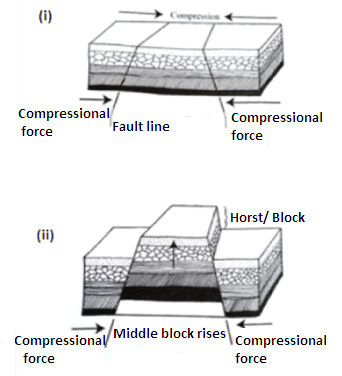 (i)
Compression
Compressional
force
Fault line
Compressional
force
(ii)
Horst/ Block
Middle block rises
Compressional
force
Compressional
force